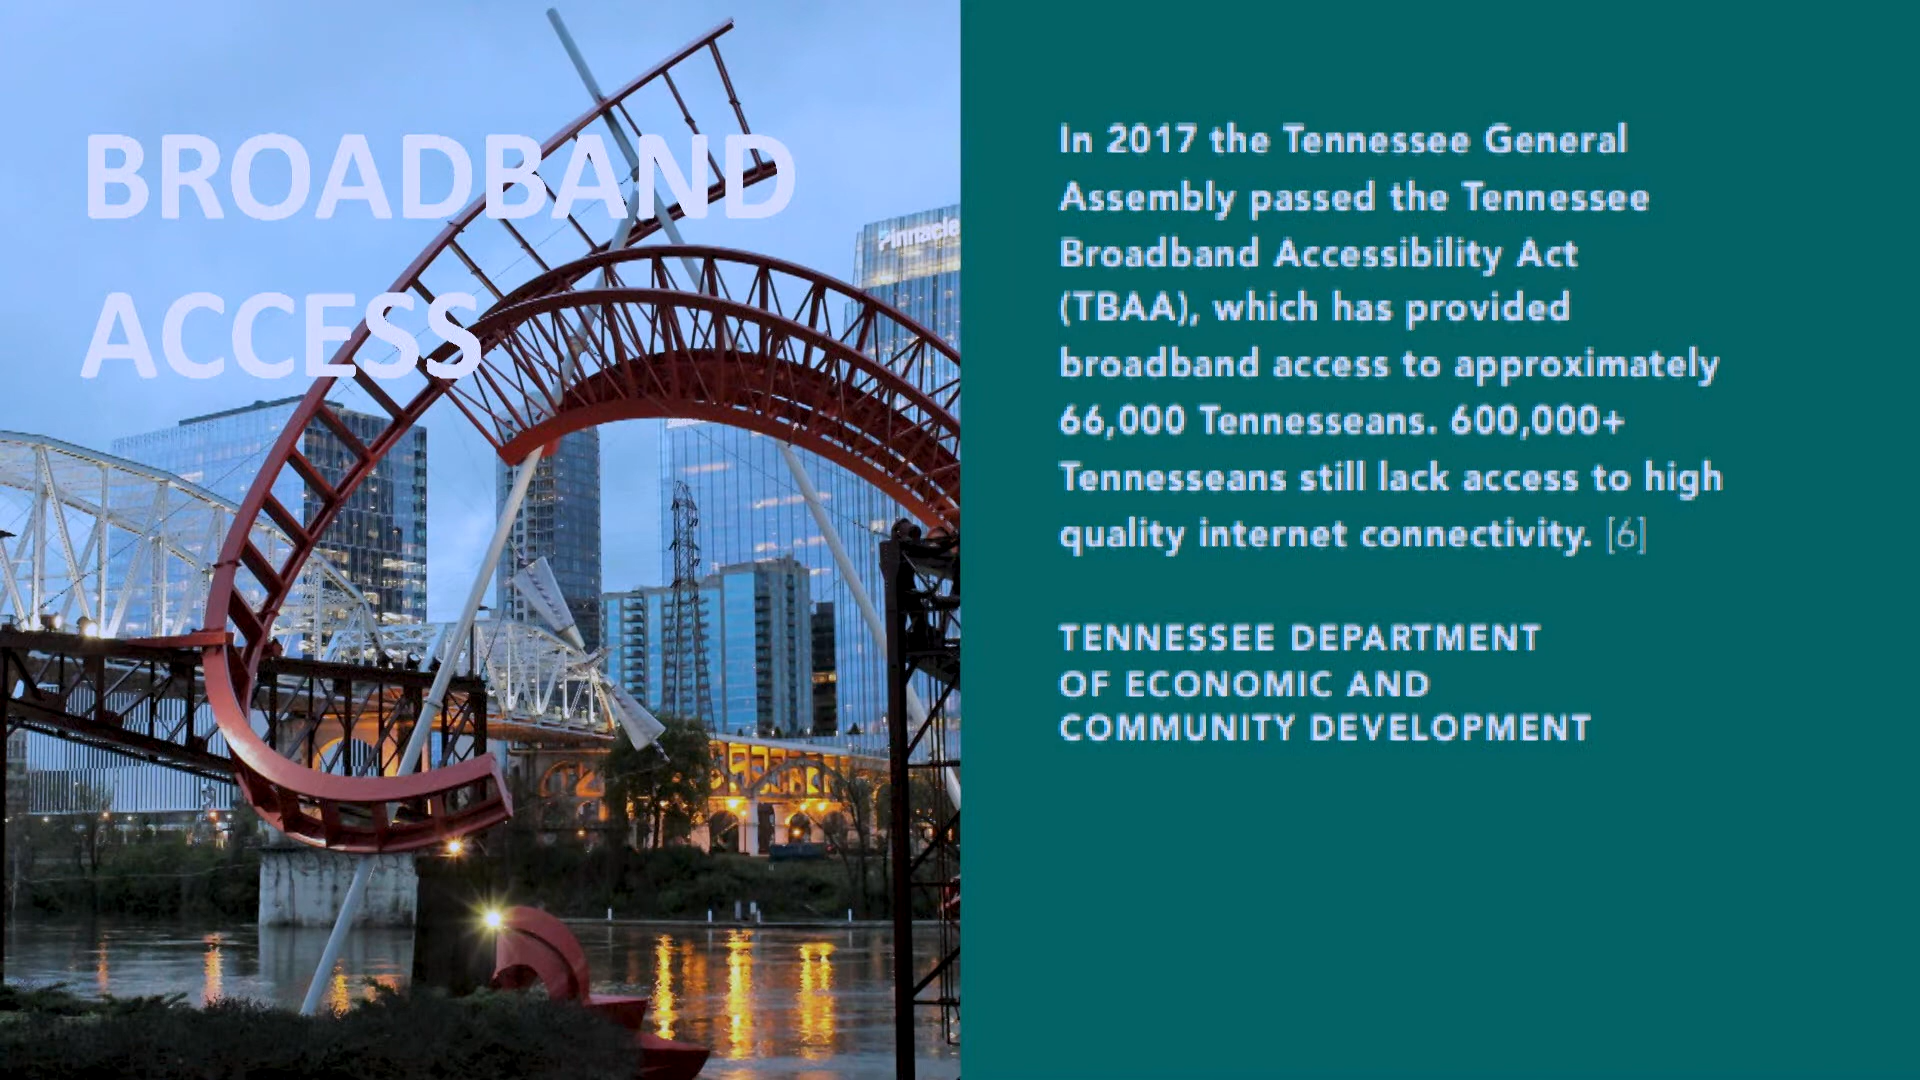 BROADBAND
ACCESS
Pinnacle
In 2017 the Tennessee General
Assembly passed the Tennessee
Broadband Accessibility Act
(TBAA), which has provided
broadband access to approximately
66,000 Tennesseans. 600,000+
Tennesseans still lack access to high
quality internet connectivity. [6]
TENNESSEE DEPARTMENT
OF ECONOMIC AND
COMMUNITY DEVELOPMENT